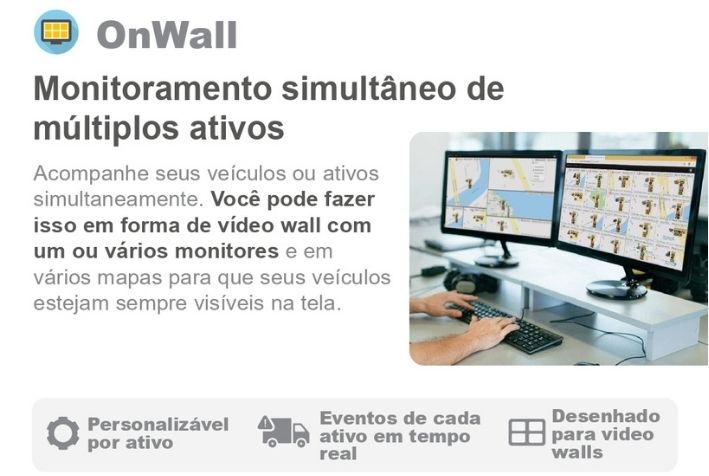 OnWall
Monitoramento simultâneo de
múltiplos ativos
Acompanhe seus veículos ou ativos
simultaneamente. Você pode fazer
isso em forma de vídeo wall com
um ou vários monitores e em
vários mapas para que seus veículos
estejam sempre visíveis na tela.
Personalizável
por ativo
Eventos de cada
ativo em tempo
real
Desenhado
para video
walls